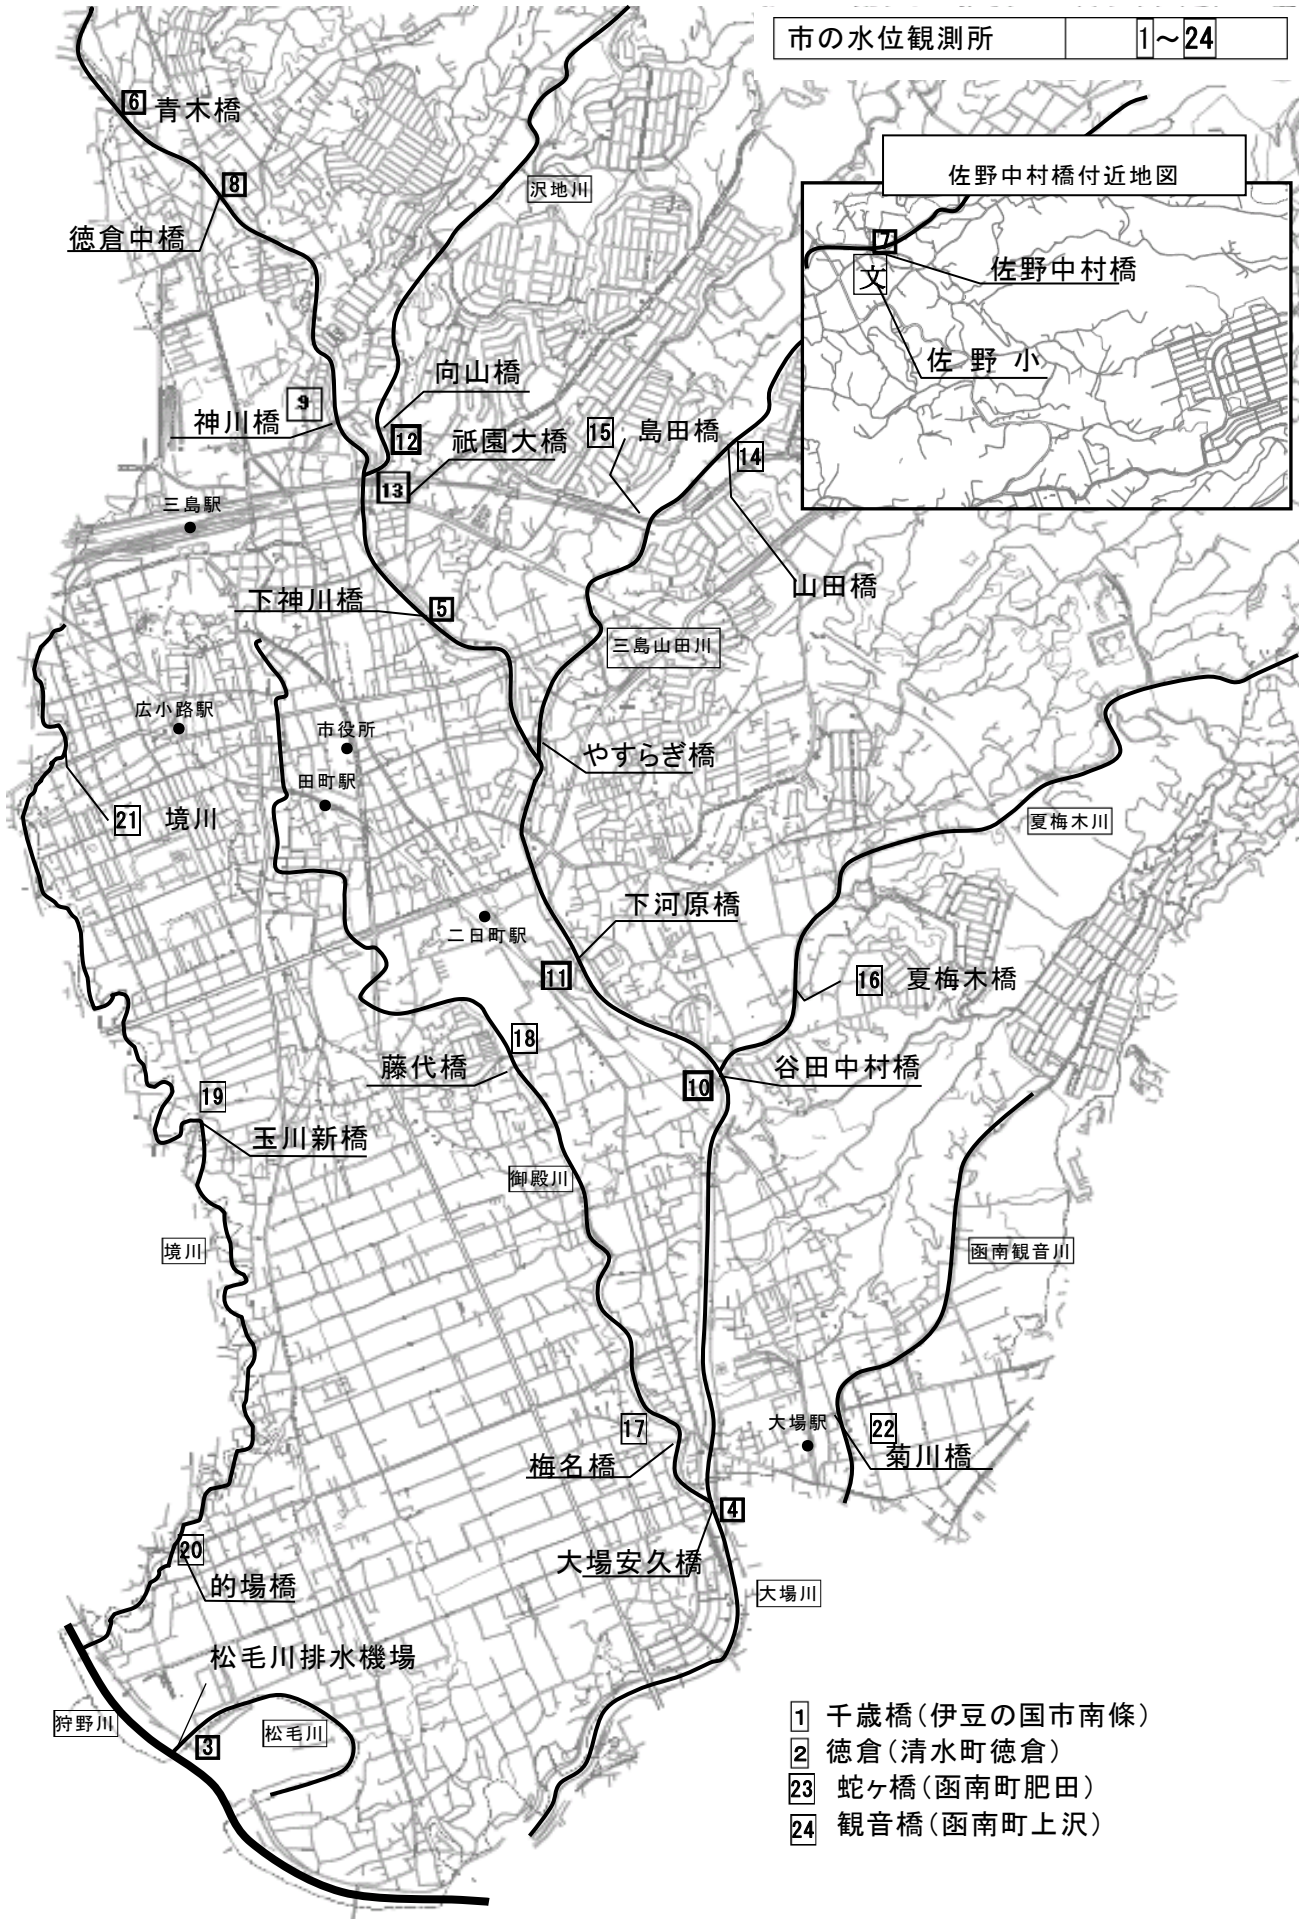 市の水位観測所 1～24
6 青木橋
佐野中村橋付近地図
8
沢地川
徳倉中橋
7
佐野中村橋
文
佐野小
向山橋
9
神川橋
12
祇園大橋
15 島田橋
14
13
三島駅
山田橋
下神川橋
5
三島山田川
広小路駅
市役所
やすらぎ橋
田町駅
21 境川
夏梅木川
下河原橋
二日町駅
11
16 夏梅木橋
18
藤代橋
谷田中村橋
10
19
玉川新橋
御殿川
境川
函南観音川
17
大場駅
22
菊川橋
梅名橋
4
20
大場安久橋
的場橋
大場川
松毛川排水機場
狩野川
3
松毛川
1 千歳橋（伊豆の国市南條）
2 徳倉（清水町徳倉）
23 蛇ヶ橋（函南町肥田）
24 観音橋（函南町上沢）